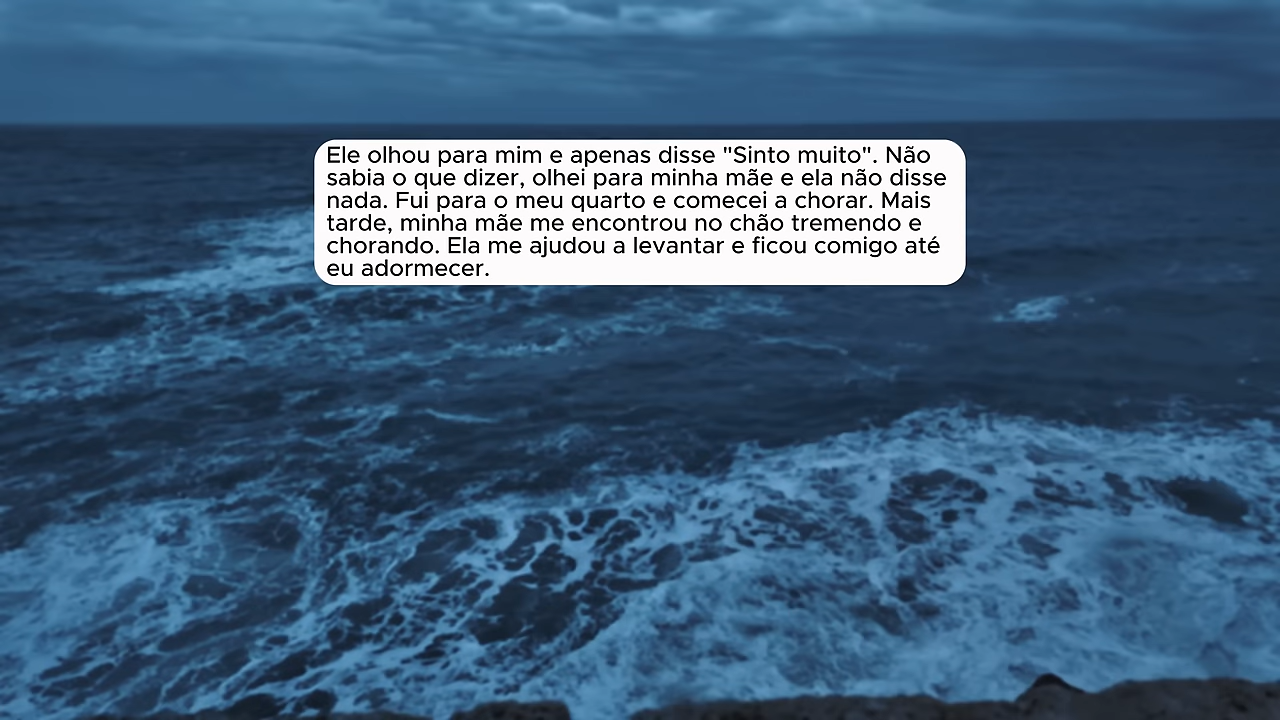 Ele olhou para mim e apenas disse "Sinto muito". Não
sabia o que dizer, olhei para minha mãe e ela não disse
nada. Fui para o meu quarto e comecei a chorar. Mais
tarde, minha mãe me encontrou no chão tremendo e
chorando. Ela me ajudou a levantar e ficou comigo até
eu adormecer.